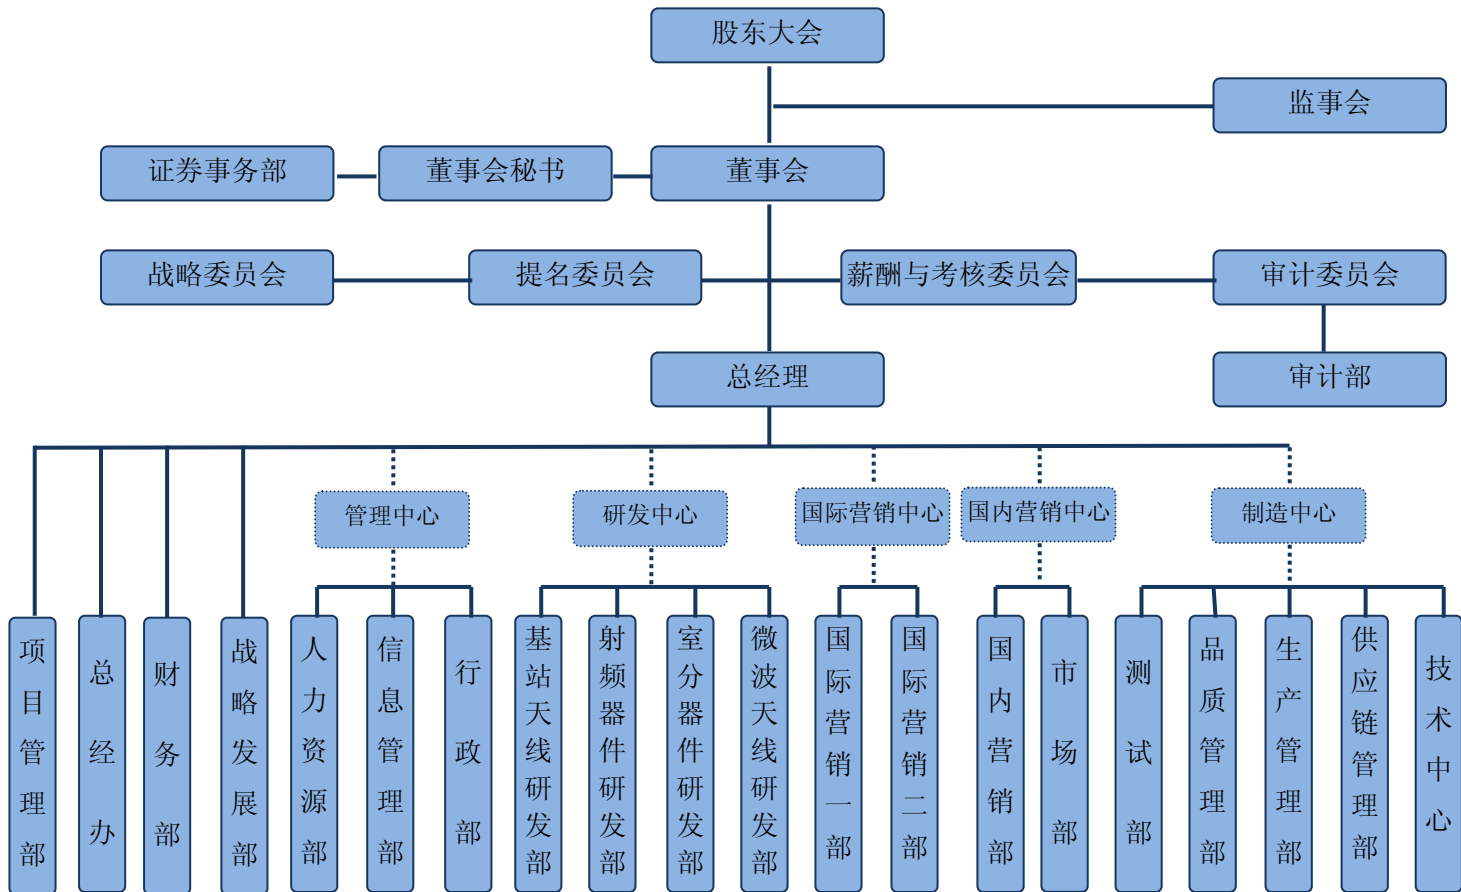 股东大会
监事会
证券事务部
董事会秘书
董事会
战略委员会
提名委员会
薪酬与考核委员会
审计委员会
总经理
审计部
管理中心
研发中心
国际营销中心
国内营销中心
制造中心
项目管理部
总经办
财务部
战略发展部
人力资源部
信息管理部
行政部
基站天线研发部
射频器件研发部
室分器件研发部
微波天线研发部
国际营销一部
国际营销二部
国内营销部
市场部
测试部
品质管理部
生产管理部
供应链管理部
技术中心